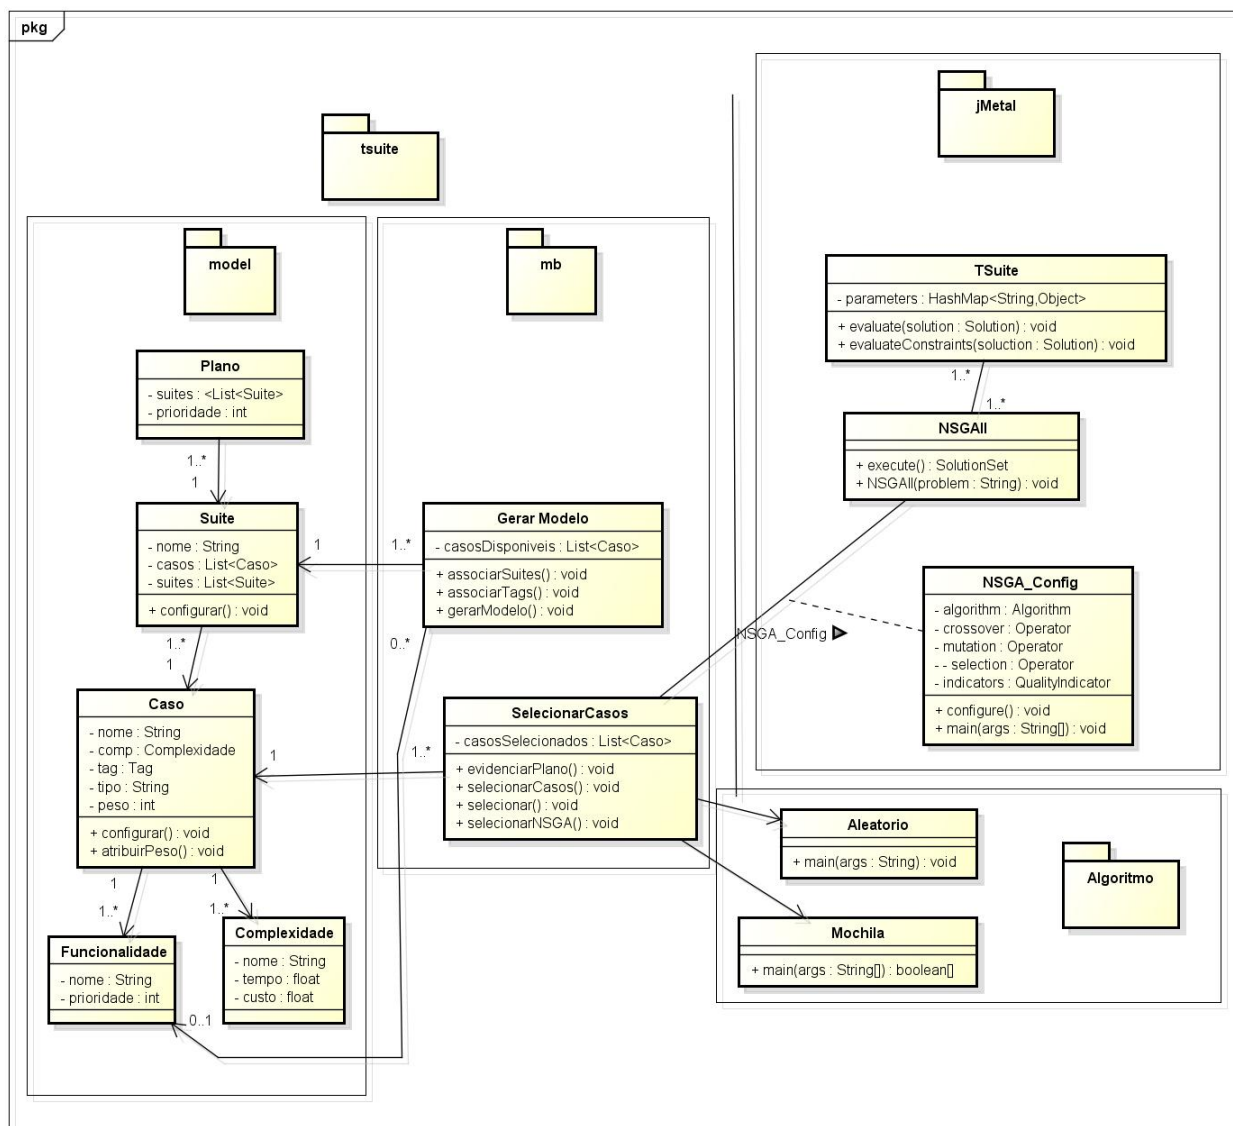 pkg
tsuite
model
Plano
- suites : <List<Suite>
- prioridade : int
1..*
1
Suite
- nome : String
- casos : List<Caso>
- suites : List<Suite>
+ configurar() : void
1..*
1
Caso
- nome : String
- comp : Complexidade
- tag : Tag
- tipo : String
- peso : int
+ configurar() : void
+ atribuirPeso() : void
1
1..*
1
1..*
Funcionalidade
- nome : String
- prioridade : int
0..1
Complexidade
- nome : String
- tempo : float
- custo : float
mb
1
1..*
Gerar Modelo
- casosDisponiveis : List<Caso>
+ associarSuites() : void
+ associarTags() : void
+ gerarModelo() : void
0..*
1
1..*
SelecionarCasos
- casosSelecionados : List<Caso>
+ evidenciarPlano() : void
+ selecionarCasos() : void
+ selecionar() : void
+ selecionarNSGA() : void
jMetal
TSuite
- parameters : HashMap<String,Object>
+ evaluate(solution : Solution) : void
+ evaluateConstraints(soluction : Solution) : void
1..*
1..*
NSGAII
+ execute() : SolutionSet
+ NSGAII(problem : String) : void
NSGA_Config
NSGA_Config
- algorithm : Algorithm
- crossover : Operator
- mutation : Operator
- - selection : Operator
- indicators : QualityIndicator
+ configure() : void
+ main(args : String[]) : void
Aleatorio
+ main(args : String) : void
Algoritmo
Mochila
+ main(args : String[]) : boolean[]